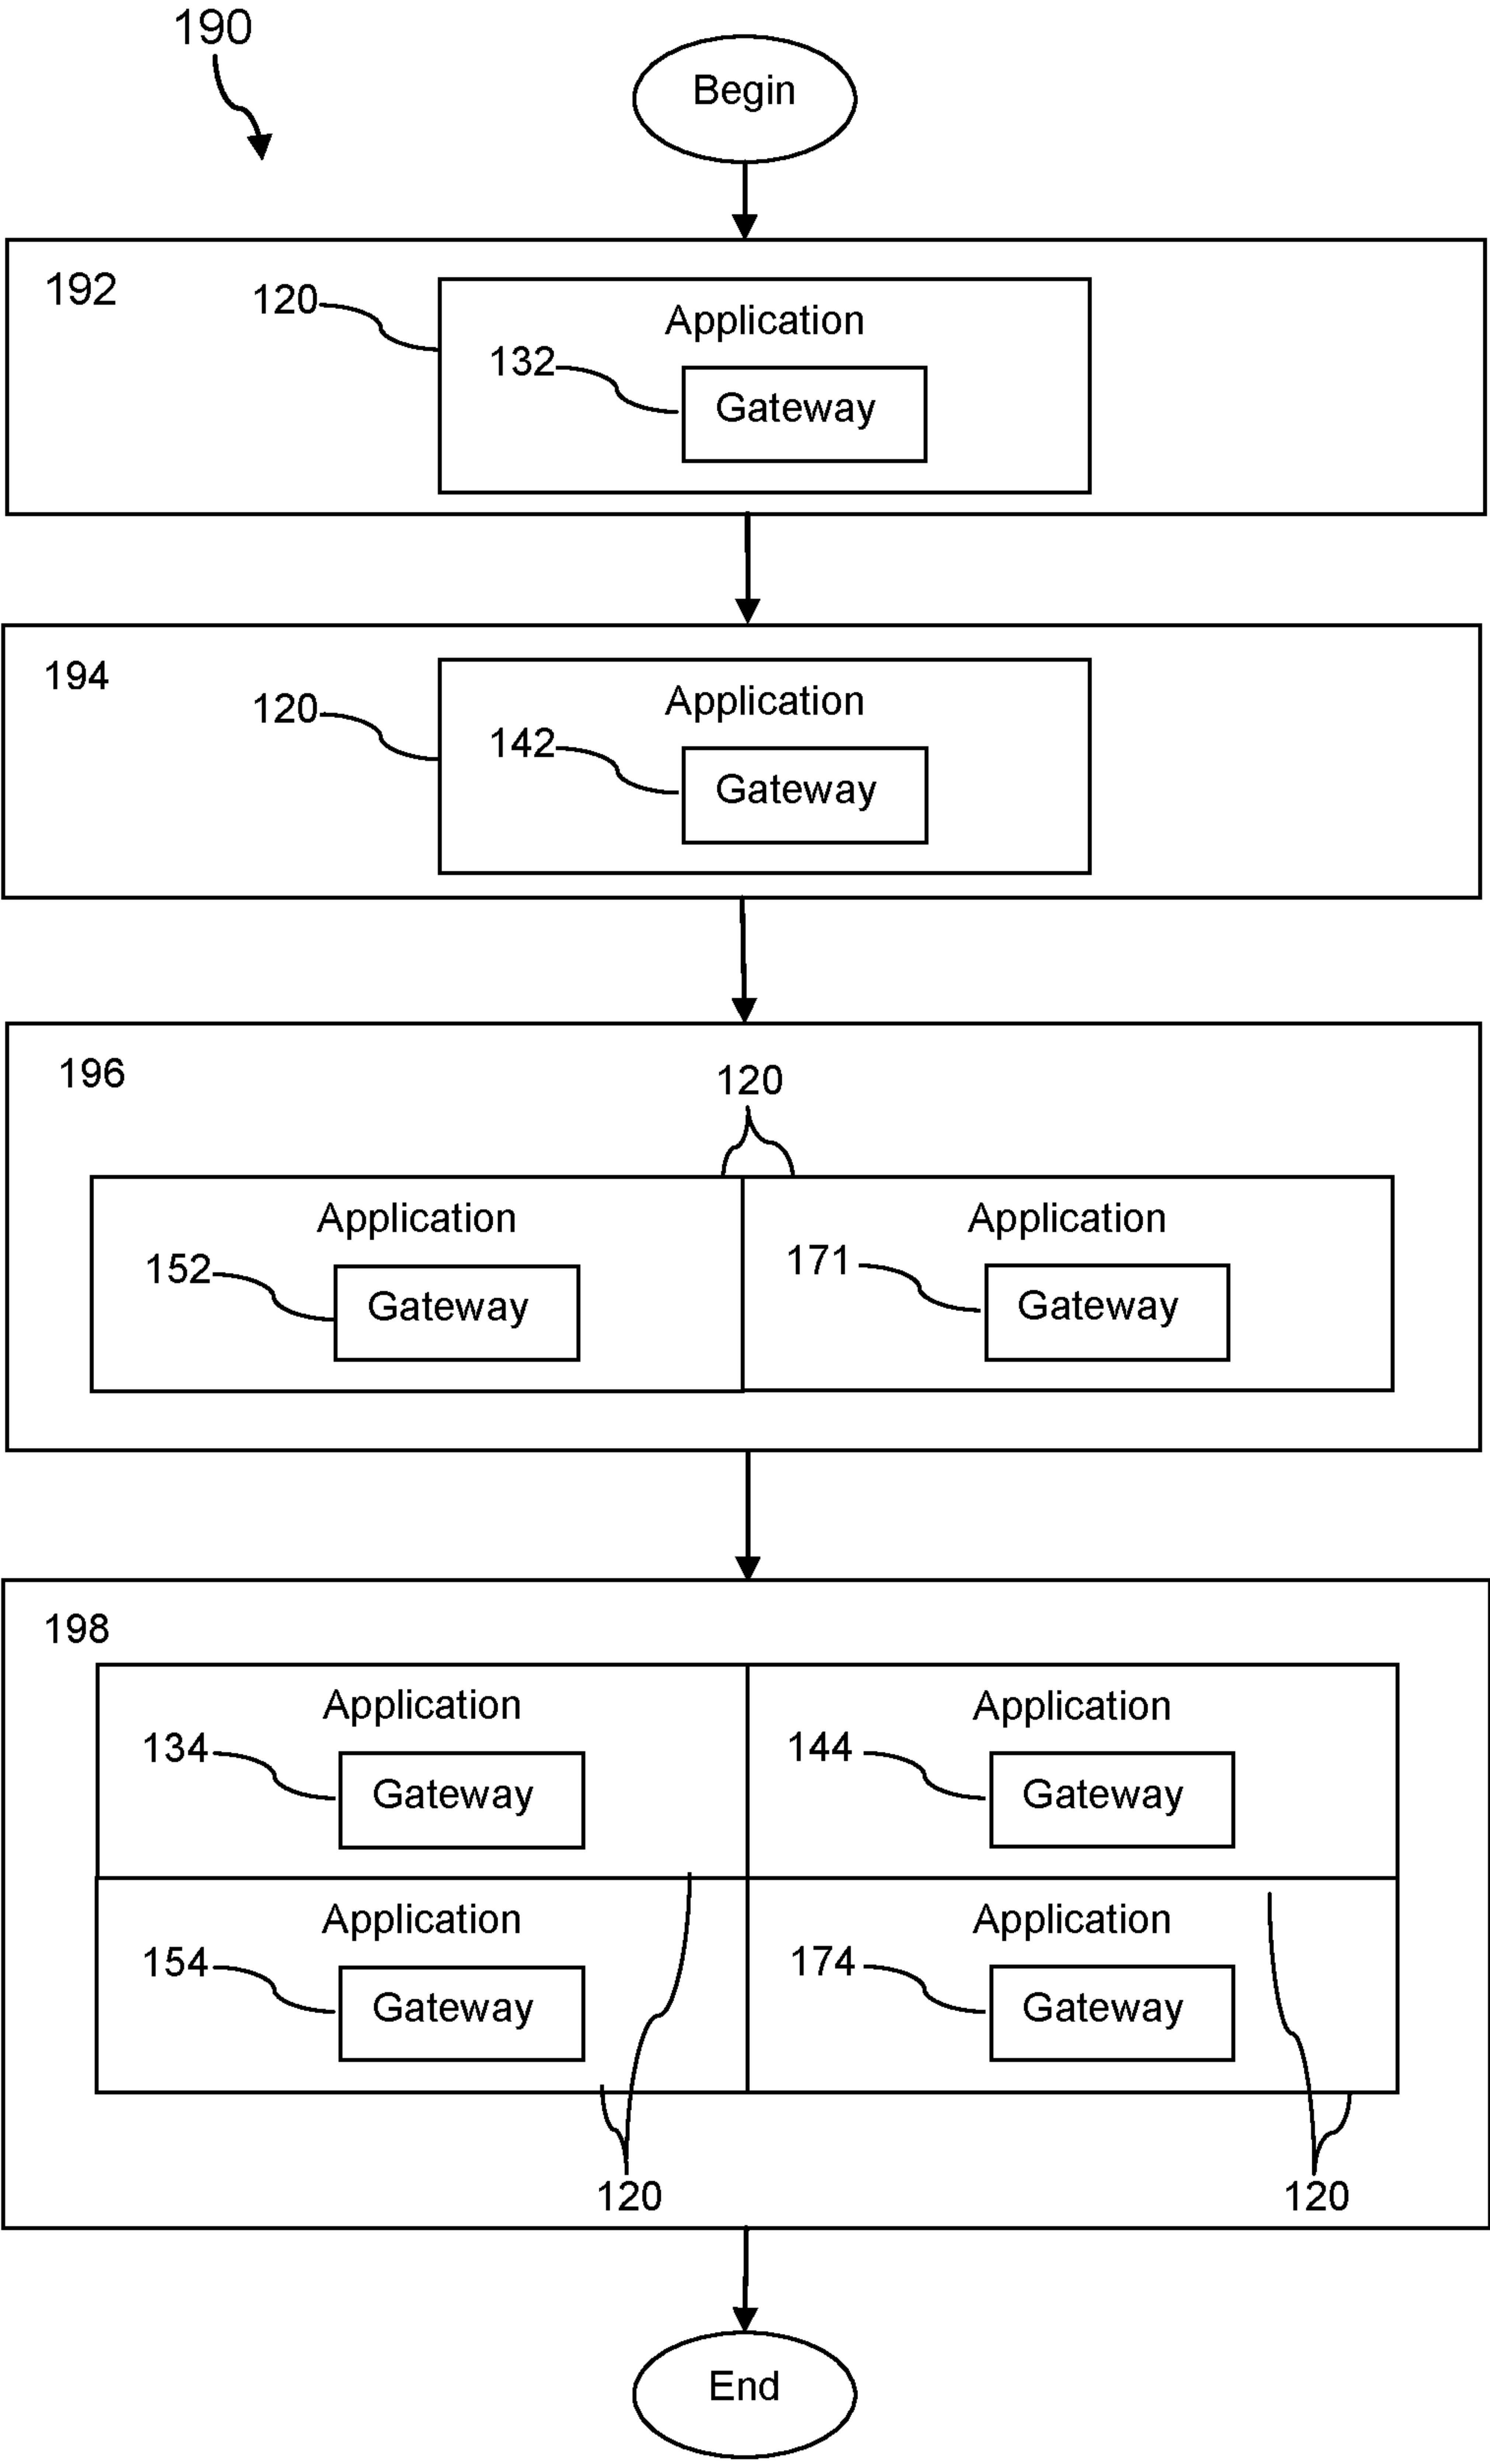 190
Begin
192
120
Application
132
Gateway
194
120
Application
142
Gateway
196
120
Application
152
Gateway
Application
171
Gateway
198
Application
134
Gateway
Application
144
Gateway
Application
154
Gateway
Application
174
Gateway
120
120
End